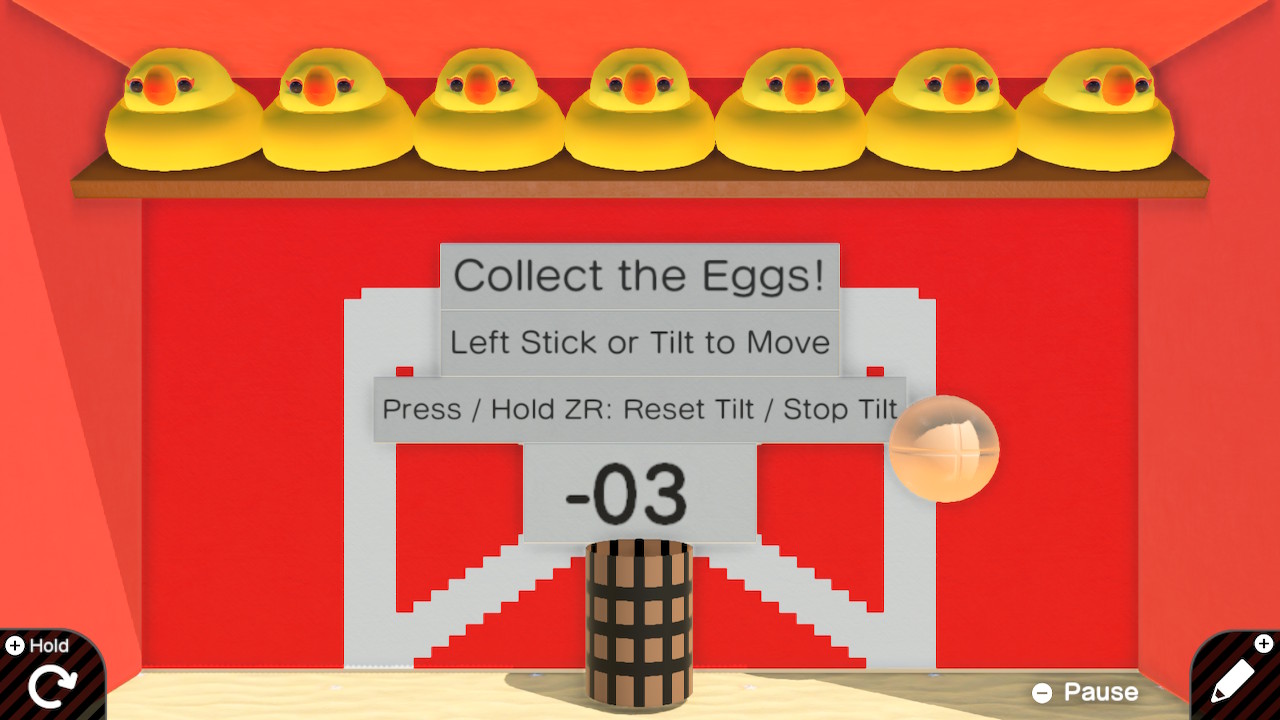 Collect the Eggs!
Left Stick or Tilt to Move
Press / Hold ZR: Reset Tilt / Stop Tilt
-03
Hold
Pause